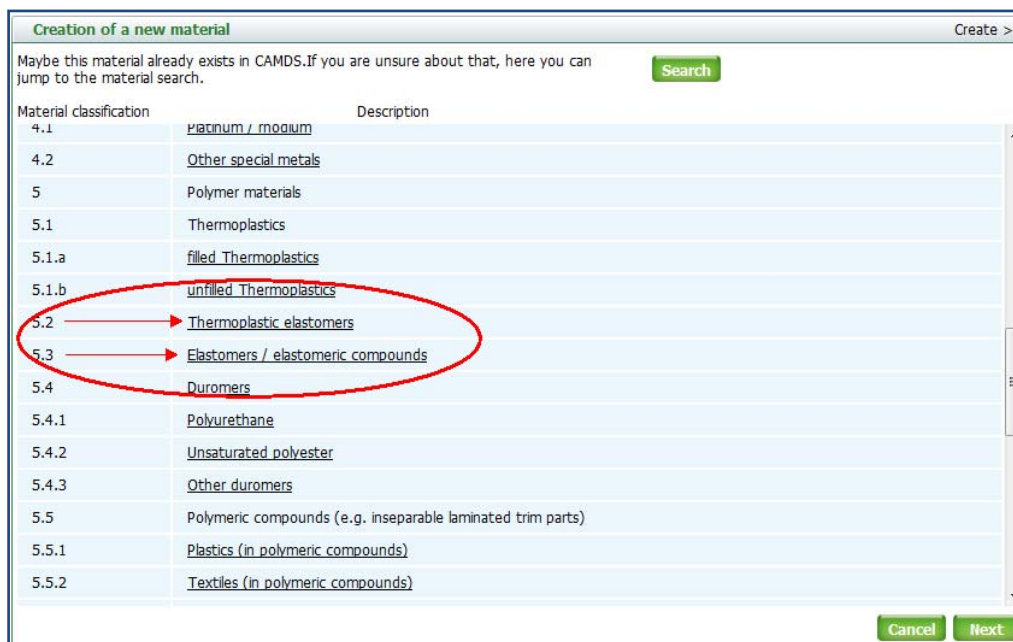 Creation of a new material Create >
Maybe this material already exists in CAMDS.If you are unsure about that, here you can
jump to the material search.
Search
Material classification Description
4.1 Platinum / rhodium
4.2 Other special metals
5 Polymer materials
5.1 Thermoplastics
5.1.a filled Thermoplastics
5.1.b unfilled Thermoplastics
5.2 Thermoplastic elastomers
5.3 Elastomers / elastomeric compounds
5.4 Duromers
5.4.1 Polyurethane
5.4.2 Unsaturated polyester
5.4.3 Other duromers
5.5 Polymeric compounds (e.g. inseparable laminated trim parts)
5.5.1 Plastics (in polymeric compounds)
5.5.2 Textiles (in polymeric compounds)
Cancel Next